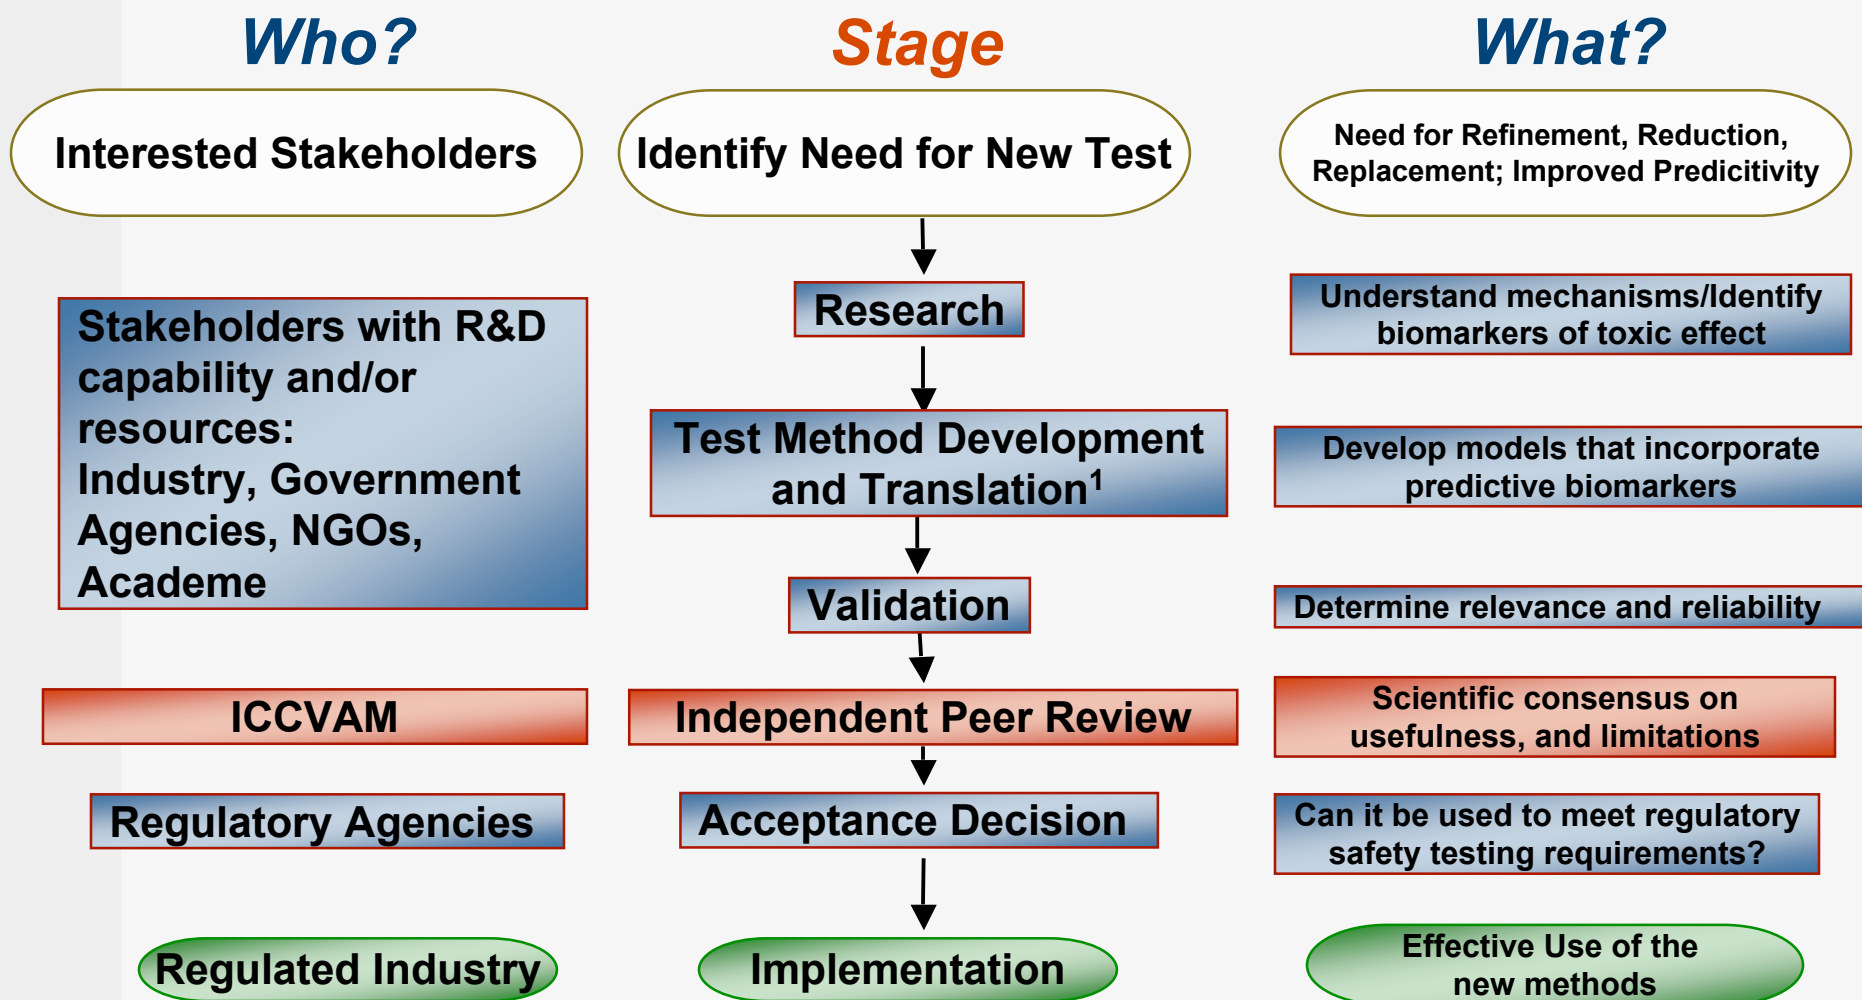 Who?
Stage
What?
Interested Stakeholders
Identify Need for New Test
Need for Refinement, Reduction,
Replacement; Improved Predicitivity
Stakeholders with R&D
capability and/or
resources:
Industry, Government
Agencies, NGOs,
Academe
Research
Understand mechanisms/Identify
biomarkers of toxic effect
Test Method Development
and Translation¹
Develop models that incorporate
predictive biomarkers
Validation
Determine relevance and reliability
ICCVAM
Independent Peer Review
Scientific consensus on
usefulness, and limitations
Regulatory Agencies
Acceptance Decision
Can it be used to meet regulatory
safety testing requirements?
Regulated Industry
Implementation
Effective Use of the
new methods